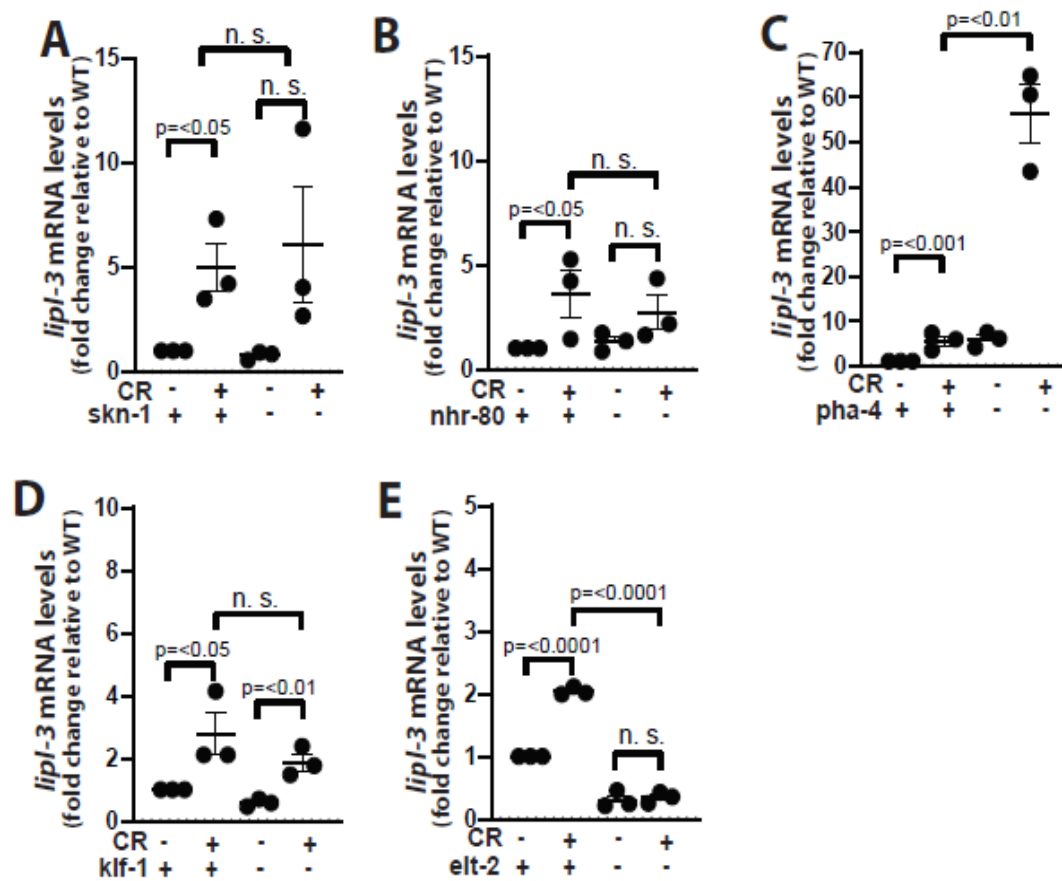 A
n. s.
n. s.
p=<0.05
lipl-3 mRNA levels
(fold change relative to WT)
15
10
5
0
CR - + - +
skn-1 + + - -
B
n. s.
p=<0.05
n. s.
lipl-3 mRNA levels
(fold change relative to WT)
15
10
5
0
CR - + - +
nhr-80 + + - -
C
p=<0.01
p=<0.001
lipl-3 mRNA levels
(fold change relative to WT)
70
60
50
40
30
20
10
0
CR - + - +
pha-4 + + - -
D
n. s.
p=<0.05
p=<0.01
lipl-3 mRNA levels
(fold change relative to WT)
10
8
6
4
2
0
CR - + - +
klf-1 + + - -
E
p=<0.0001
p=<0.0001
n. s.
lipl-3 mRNA levels
(fold change relative to WT)
5
4
3
2
1
0
CR - + - +
elt-2 + + - -